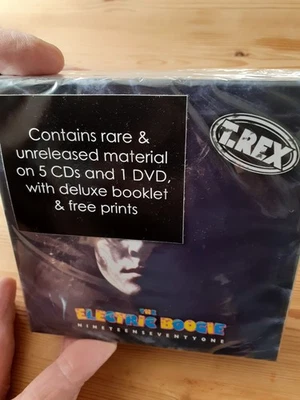 Contains rare &
unreleased material
on 5 CDs and 1 DVD,
with deluxe booklet
& free prints
T.REX
THE
ELECTRIC BOOGIE
NINETEENSEVENTYONE